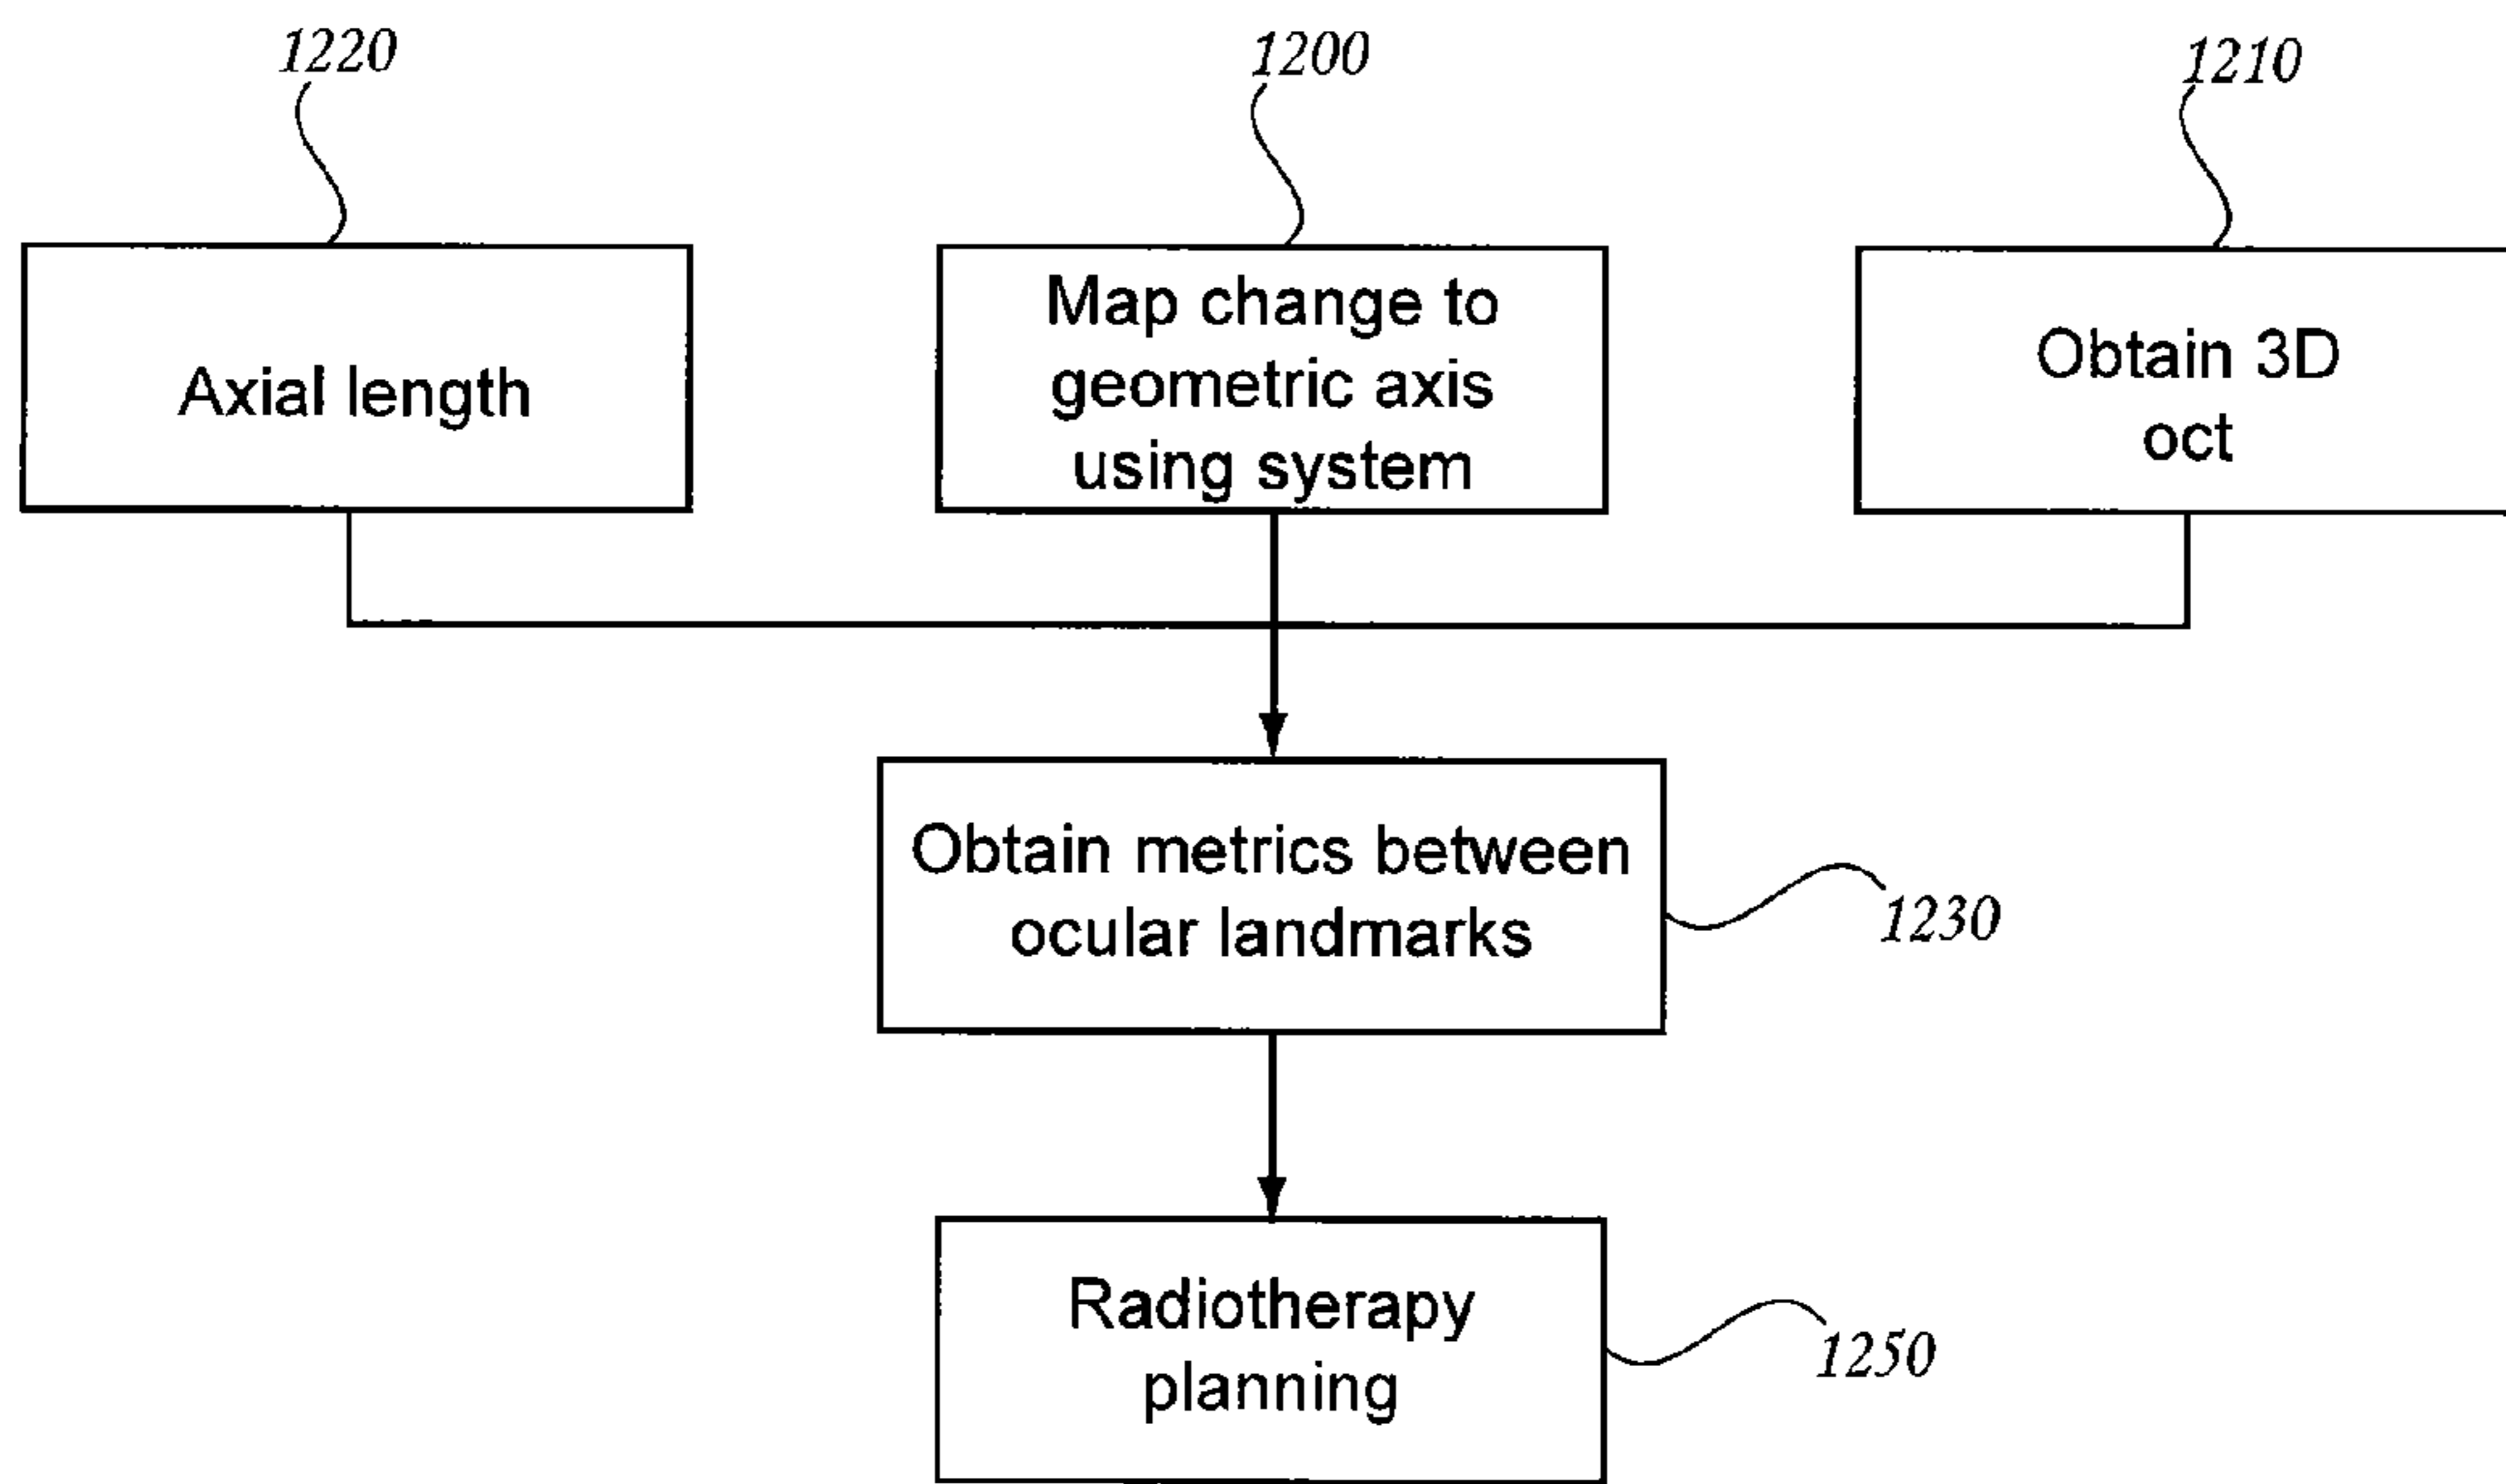 1220
1200
1210
Axial length
Map change to
geometric axis
using system
Obtain 3D
oct
Obtain metrics between
ocular landmarks
1230
Radiotherapy
planning
1250